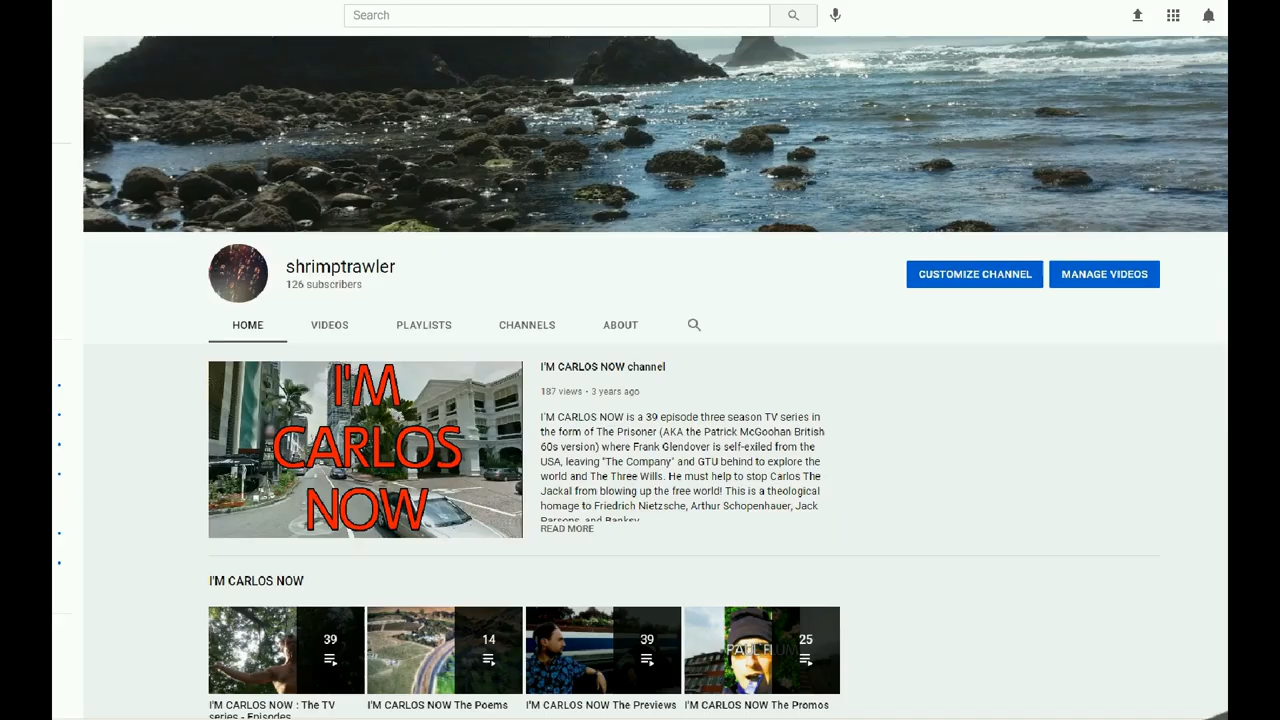 Search
shrimptrawler
126 subscribers
CUSTOMIZE CHANNEL
MANAGE VIDEOS
HOME
VIDEOS
PLAYLISTS
CHANNELS
ABOUT
I'M
CARLOS
NOW
I'M CARLOS NOW channel
187 views • 3 years ago
I'M CARLOS NOW is a 39 episode three season TV series in
the form of The Prisoner (AKA the Patrick McGoohan British
60s version) where Frank Glendover is self-exiled from the
USA, leaving "The Company" and GTU behind to explore the
world and The Three Wills. He must help to stop Carlos The
Jackal from blowing up the free world! This is a theological
homage to Friedrich Nietzsche, Arthur Schopenhauer, Jack
Parsons, and Banksy.
READ MORE
I'M CARLOS NOW
39
14
39
25
PAUL FLUM
I'M CARLOS NOW : The TV
series - Episodes
I'M CARLOS NOW The Poems
I'M CARLOS NOW The Previews
I'M CARLOS NOW The Promos